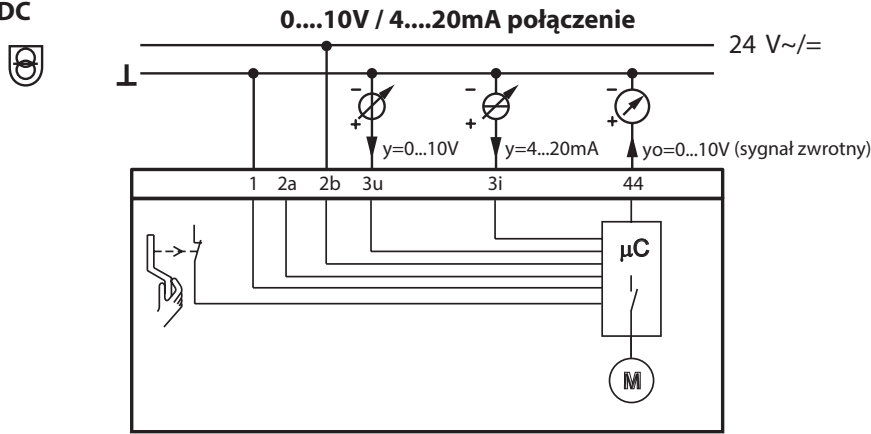 DC
0....10V / 4....20mA połączenie
24 V~/=
⊥
− − −
+ + +
y=0...10V y=4...20mA yo=0...10V (sygnał zwrotny)
1 2a 2b 3u 3i 44
μC
M